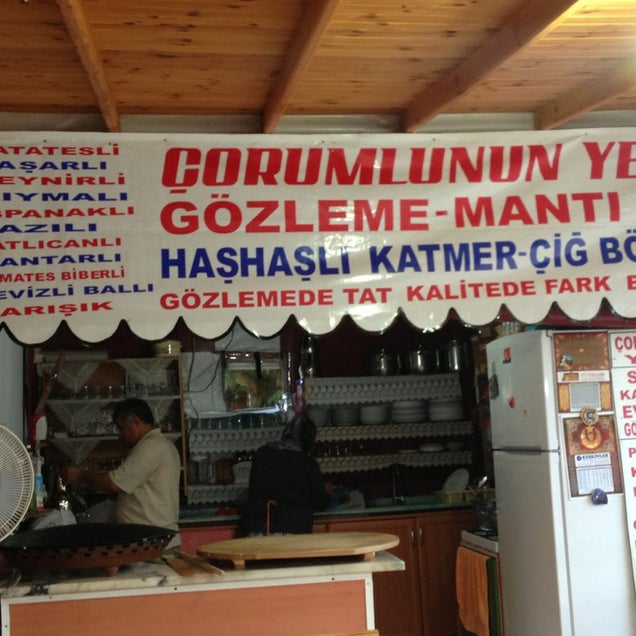 ATATESLİ
AŞARLI
EYNİRLİ
IYMALI
SPANAKLI
AZILI
ATLICANLI
ANTARLI
MATES BİBERLİ
EVİZLİ BALLI
ARIŞIK
ÇORUMLUNUN YE
GÖZLEME-MANTI
HAŞHAŞLI KATMER-ÇİĞ BÖ
GÖZLEMEDE TAT KALİTEDE FARK
ÇO